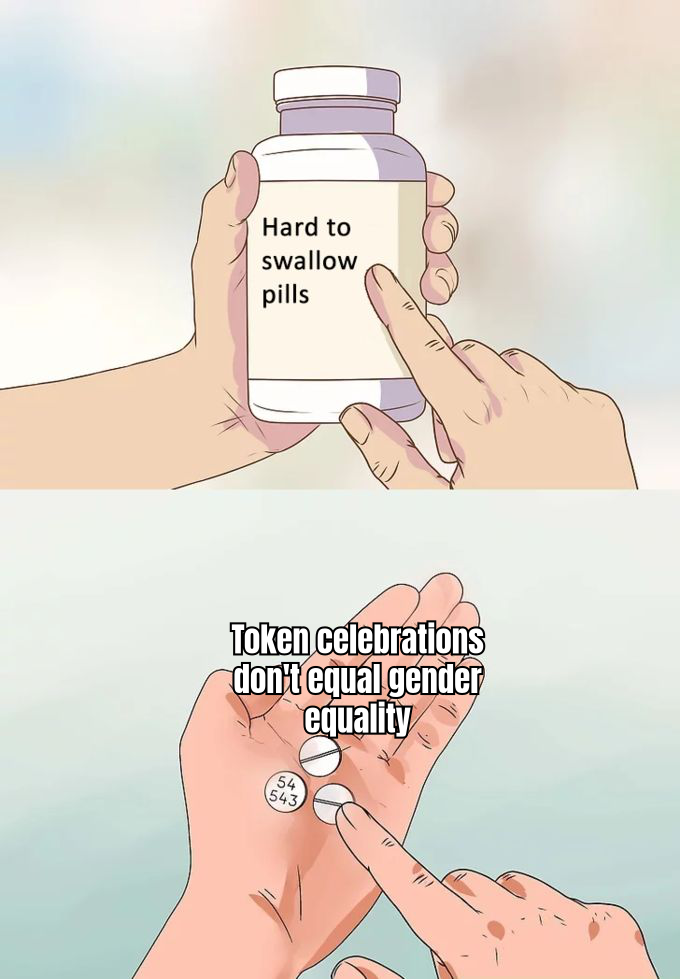 Hard to
swallow
pills
Token celebrations
don't equal gender
equality
54
543